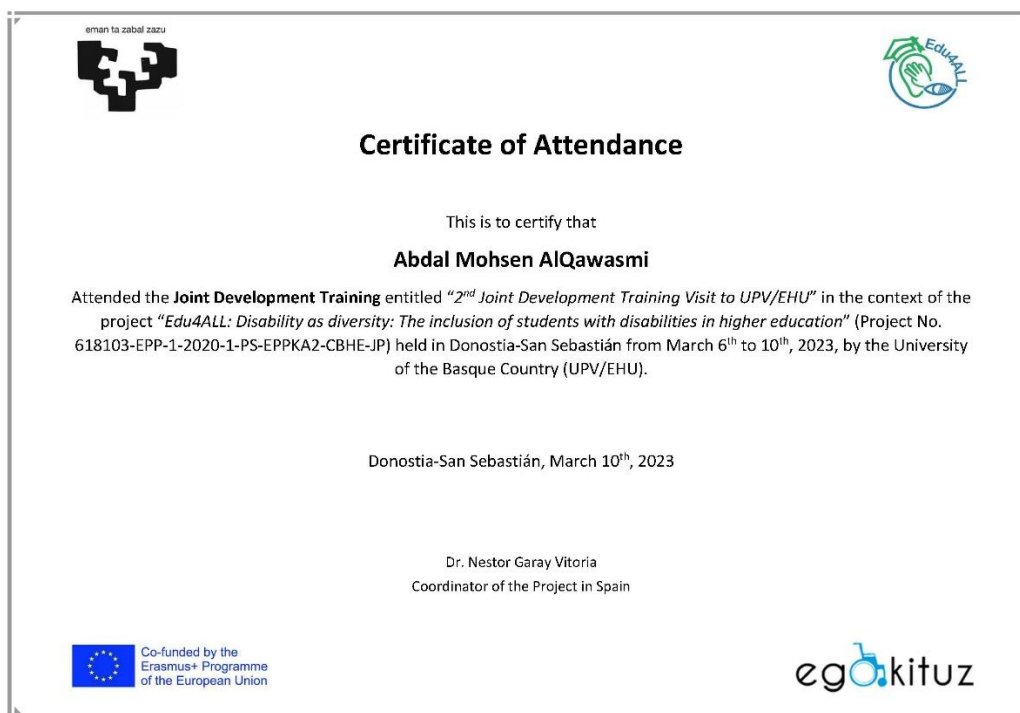 eman ta zabal zazu
Edu4ALL
Certificate of Attendance
This is to certify that
Abdal Mohsen AlQawasmi
Attended the Joint Development Training entitled “2nd Joint Development Training Visit to UPV/EHU” in the context of the
project “Edu4ALL: Disability as diversity: The inclusion of students with disabilities in higher education” (Project No.
618103-EPP-1-2020-1-PS-EPPKA2-CBHE-JP) held in Donostia-San Sebastián from March 6th to 10th, 2023, by the University
of the Basque Country (UPV/EHU).
Donostia-San Sebastián, March 10th, 2023
Dr. Nestor Garay Vitoria
Coordinator of the Project in Spain
Co-funded by the
Erasmus+ Programme
of the European Union
egokituz